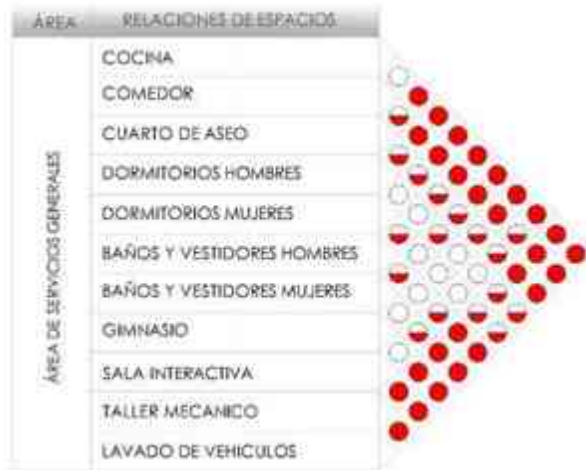 ÁREA
RELACIONES DE ESPACIOS
ÁREA DE SERVICIOS GENERALES
COCINA
COMEDOR
CUARTO DE ASEO
DORMITORIOS HOMBRES
DORMITORIOS MUJERES
BAÑOS Y VESTIDORES HOMBRES
BAÑOS Y VESTIDORES MUJERES
GIMNASIO
SALA INTERACTIVA
TALLER MECANICO
LAVADO DE VEHICULOS